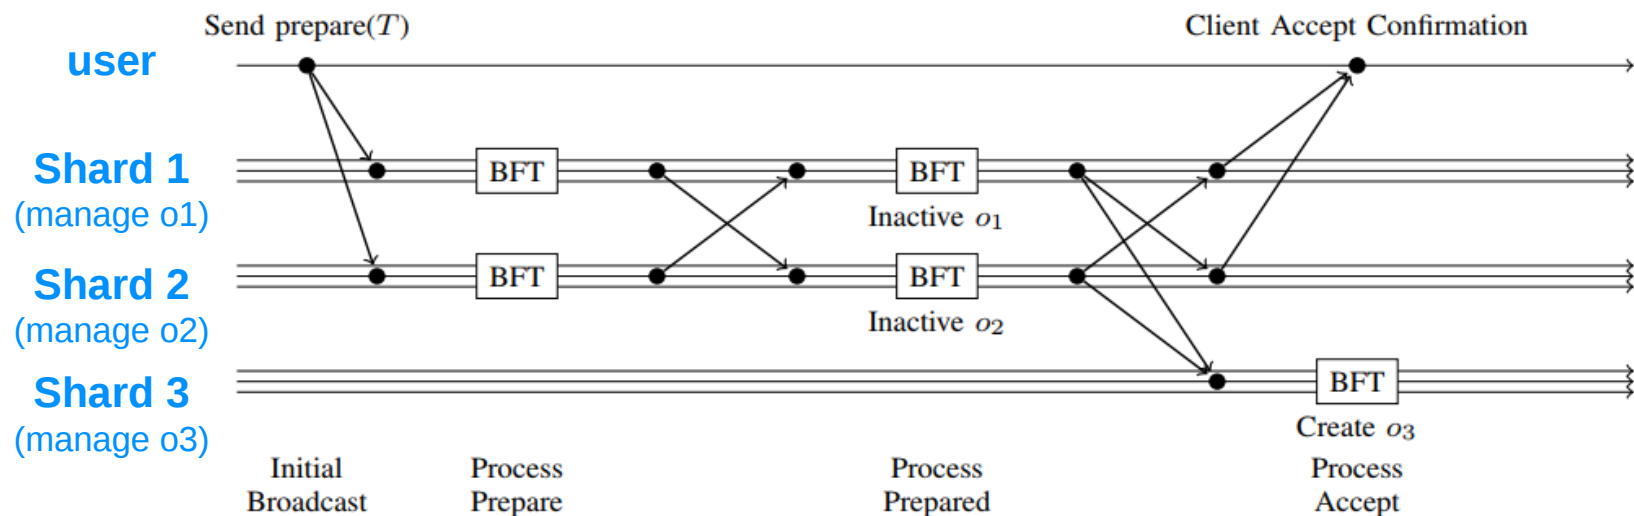 Send prepare(T)
Client Accept Confirmation
user
Shard 1
(manage o1)
BFT
BFT
Inactive o₁
Shard 2
(manage o2)
BFT
BFT
Inactive o₂
Shard 3
(manage o3)
BFT
Create o₃
Initial
Broadcast
Process
Prepare
Process
Prepared
Process
Accept